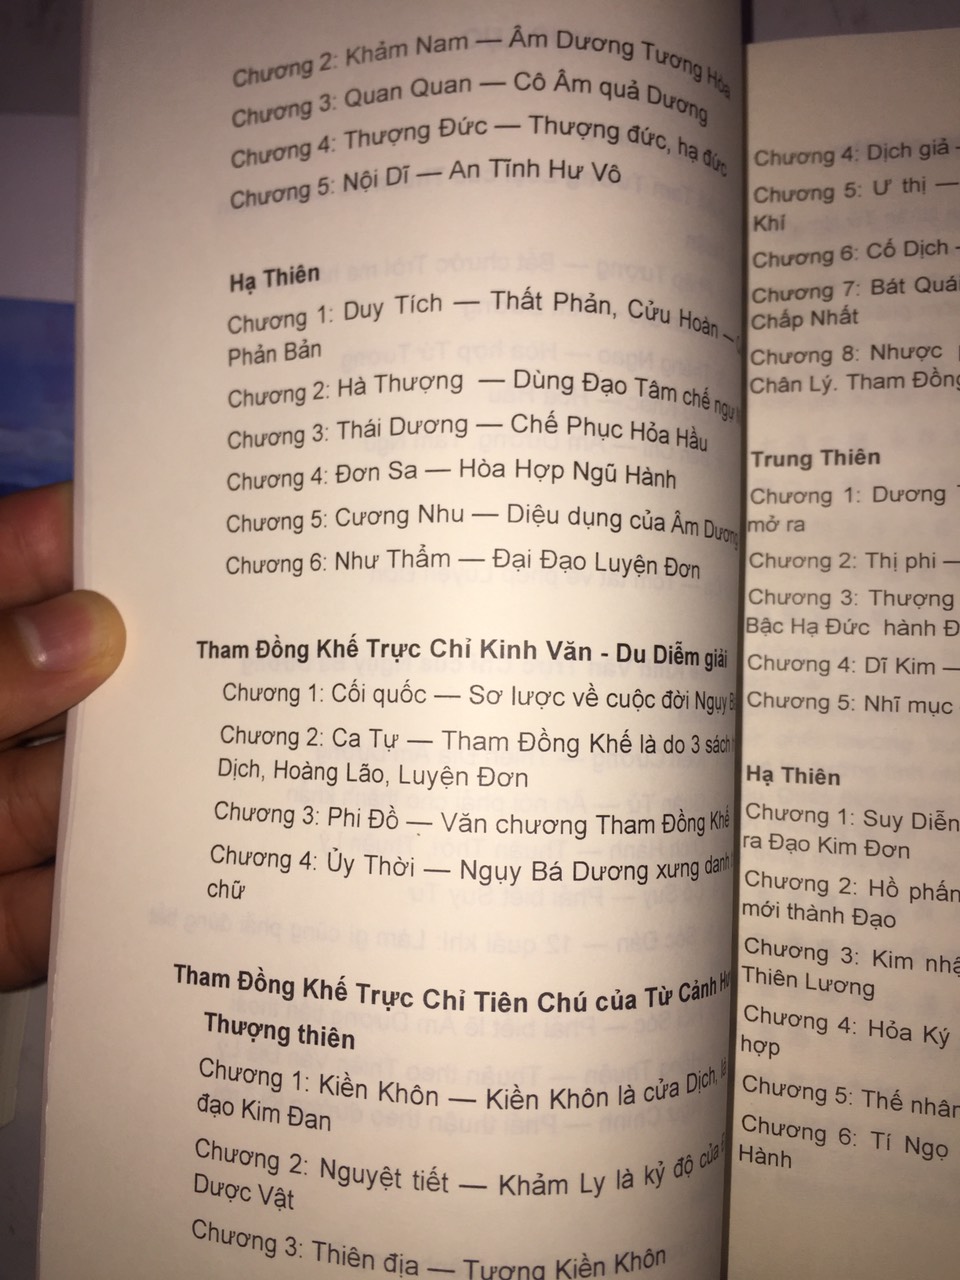 Chương 2: Khảm Nam — Âm Dương Tương Hòa
Chương 3: Quan Quan — Cô Âm quả Dương
Chương 4: Thượng Đức — Thượng đức, hạ đức
Chương 5: Nội Dĩ — An Tĩnh Hư Vô
Hạ Thiên
Chương 1: Duy Tích — Thất Phản, Cửu Hoàn –
Phản Bản
Chương 2: Hà Thượng — Dùng Đạo Tâm chế ngự
Chương 3: Thái Dương — Chế Phục Hỏa Hầu
Chương 4: Đơn Sa — Hòa Hợp Ngũ Hành
Chương 5: Cương Nhu — Diệu dụng của Âm Dương
Chương 6: Như Thẩm — Đại Đạo Luyện Đơn
Tham Đồng Khế Trực Chỉ Kinh Văn - Du Diễm giải
Chương 1: Cối quốc — Sơ lược về cuộc đời Ngụy
Chương 2: Ca Tự — Tham Đồng Khế là do 3 sách
Dịch, Hoàng Lão, Luyện Đơn
Chương 3: Phi Đồ — Văn chương Tham Đồng Khế
Chương 4: Ủy Thời — Ngụy Bá Dương xưng danh
chữ
Tham Đồng Khế Trực Chỉ Tiên Chú của Từ Cảnh
Thượng thiên
Chương 1: Kiền Khôn — Kiền Khôn là cửa Dịch,
đạo Kim Đan
Chương 2: Nguyệt tiết — Khảm Ly là kỷ độ của
Dược Vật
Chương 3: Thiên địa — Tượng Kiền Khôn
Chương 4: Dịch giả -
Chương 5: Ư thị —
Khí
Chương 6: Cố Dịch -
Chương 7: Bát Quái
Chấp Nhất
Chương 8: Nhược
Chân Lý. Tham Đồng
Trung Thiên
Chương 1: Dương
mở ra
Chương 2: Thị phi —
Chương 3: Thượng
Bậc Hạ Đức hành Đ
Chương 4: Dĩ Kim —
Chương 5: Nhĩ mục
Hạ Thiên
Chương 1: Suy Diễn
ra Đạo Kim Đơn
Chương 2: Hồ phấn
mới thành Đạo
Chương 3: Kim nhậ
Thiên Lương
Chương 4: Hỏa Ký
hợp
Chương 5: Thế nhân
Chương 6: Tí Ngọ
Hành